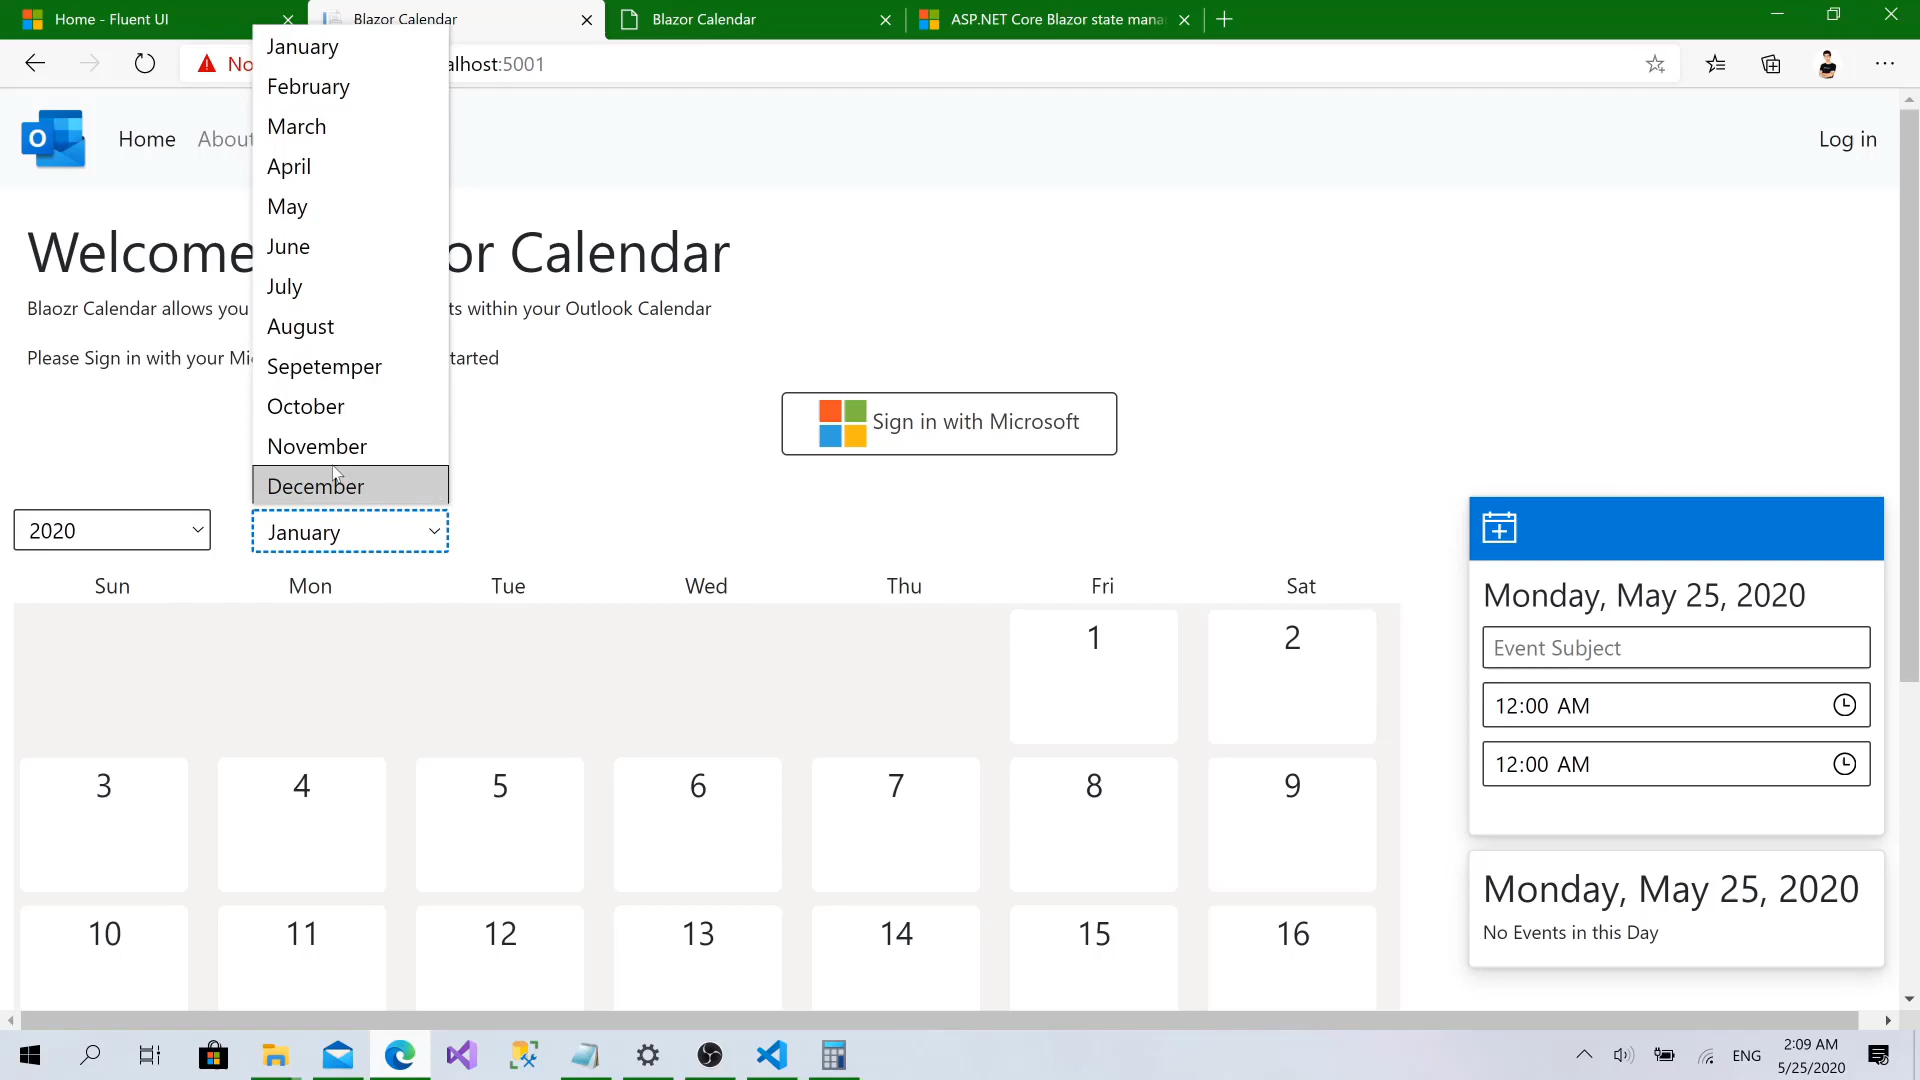 Home - Fluent UI
Blazor Calendar
Blazor Calendar
ASP.NET Core Blazor state mana
No
alhost:5001
Home
About
Log in
January
February
March
April
May
June
July
August
Sepetemper
October
November
December
Welcome or Calendar
Blaozr Calendar allows you ts within your Outlook Calendar
Please Sign in with your Mi tarted
Sign in with Microsoft
2020
January
Sun Mon Tue Wed Thu Fri Sat
1 2
3 4 5 6 7 8 9
10 11 12 13 14 15 16
Monday, May 25, 2020
Event Subject
12:00 AM
12:00 AM
Monday, May 25, 2020
No Events in this Day
ENG
2:09 AM
5/25/2020